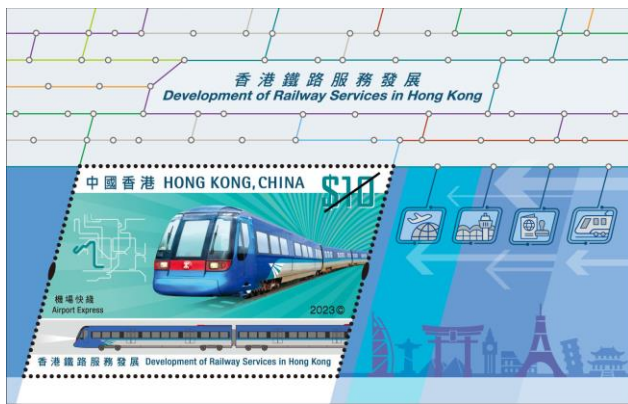 香港鐵路服務發展
Development of Railway Services in Hong Kong
中國香港 HONG KONG, CHINA $10
機場快綫
Airport Express
2023©
香港鐵路服務發展 Development of Railway Services in Hong Kong